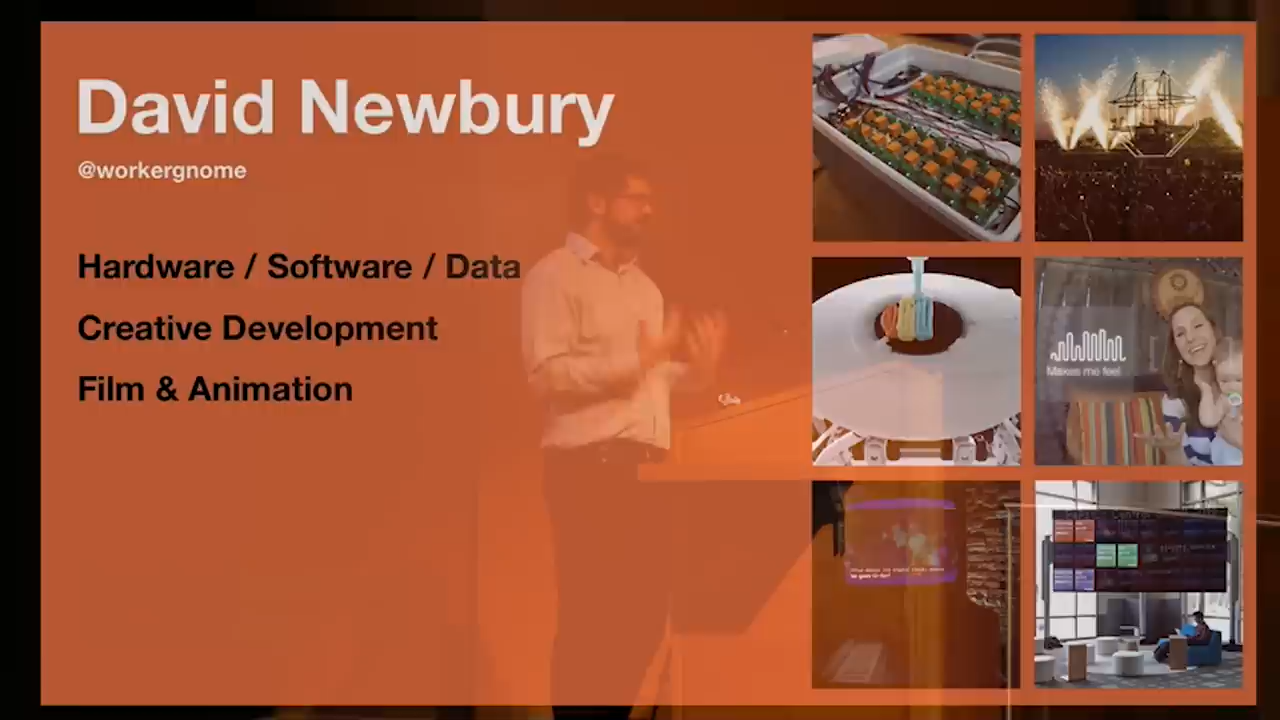 David Newbury
@workergnome
Hardware / Software / Data
Creative Development
Film & Animation
Makes me feel